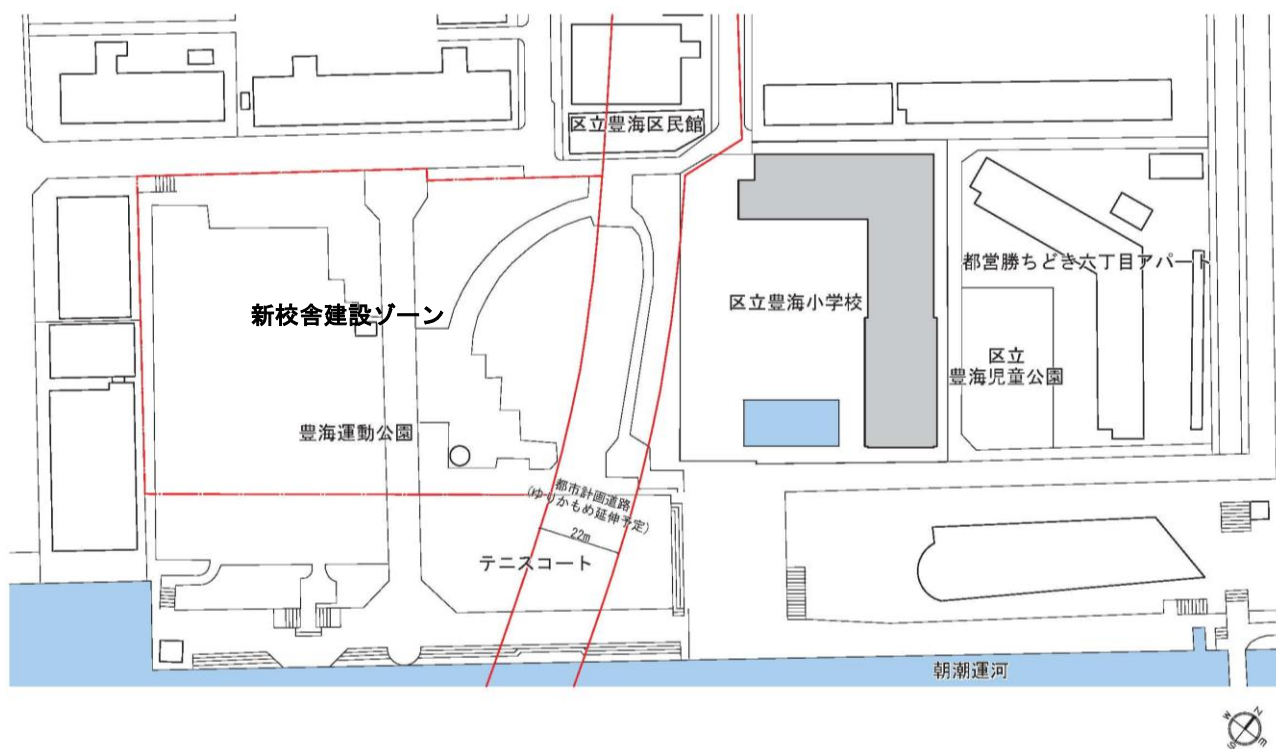 区立豊海区民館
都営勝ちどき六丁目アパート
区立豊海小学校
新校舎建設ゾーン
区立
豊海児童公園
豊海運動公園
都市計画道路
(ゆりかもめ延伸予定)
22m
テニスコート
朝潮運河
N
W
S
E